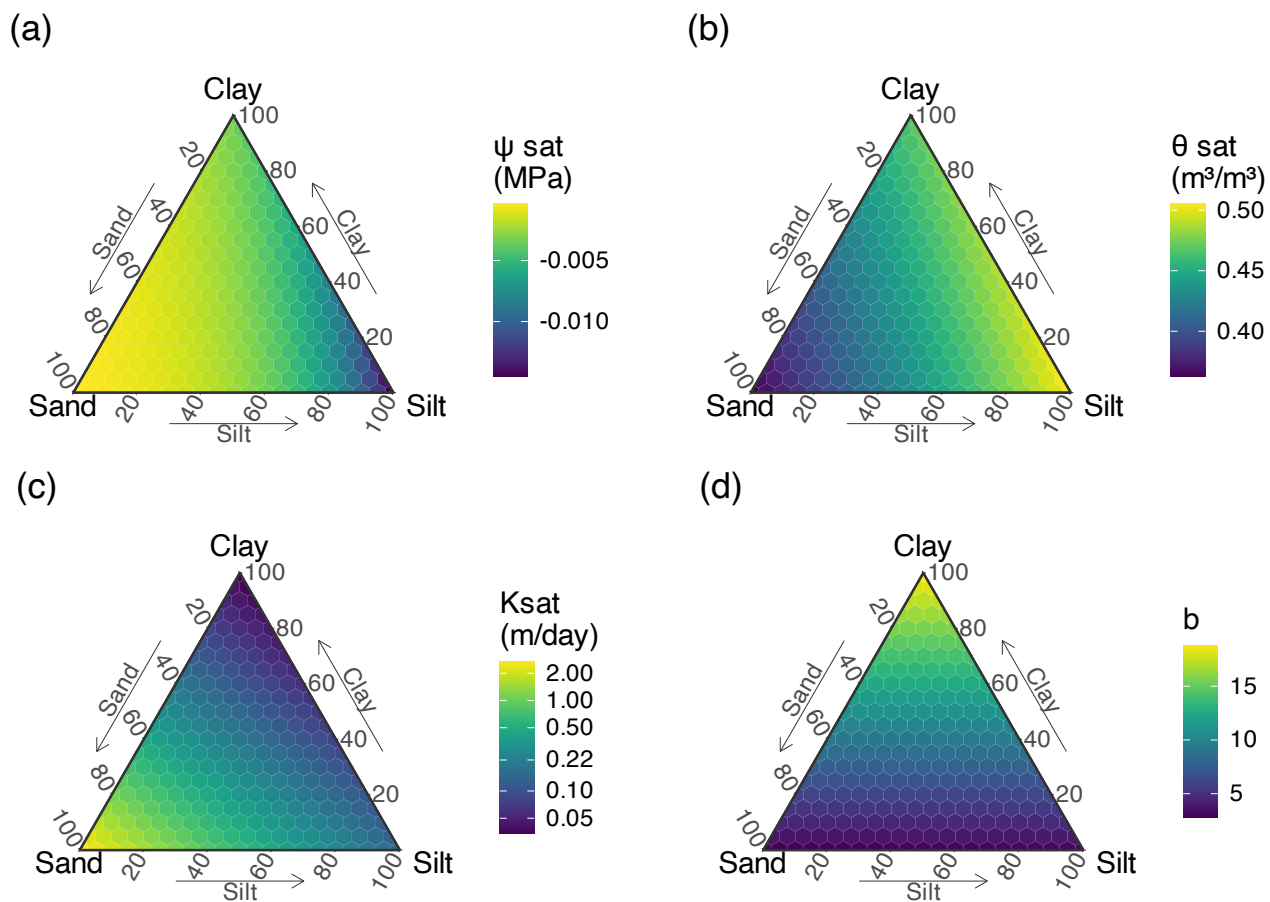 (a)
Clay
100
20
80
40
60
60
40
80
20
100
Sand
Clay
Sand
20
40
60
80
100
Silt
Silt
ψ sat
(MPa)
-0.005
-0.010
(b)
Clay
100
20
80
40
60
60
40
80
20
100
Sand
Clay
Sand
20
40
60
80
100
Silt
Silt
θ sat
(m³/m³)
0.50
0.45
0.40
(c)
Clay
100
20
80
40
60
60
40
80
20
100
Sand
Clay
Sand
20
40
60
80
100
Silt
Silt
Ksat
(m/day)
2.00
1.00
0.50
0.22
0.10
0.05
(d)
Clay
100
20
80
40
60
60
40
80
20
100
Sand
Clay
Sand
20
40
60
80
100
Silt
Silt
b
15
10
5